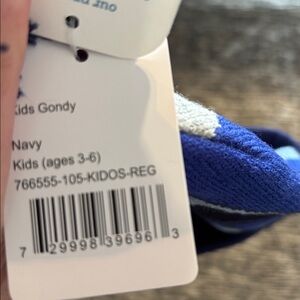 Kids Gondy
Navy
Kids (ages 3-6)
766555-105-KIDOS-REG
7 29998 39696 3